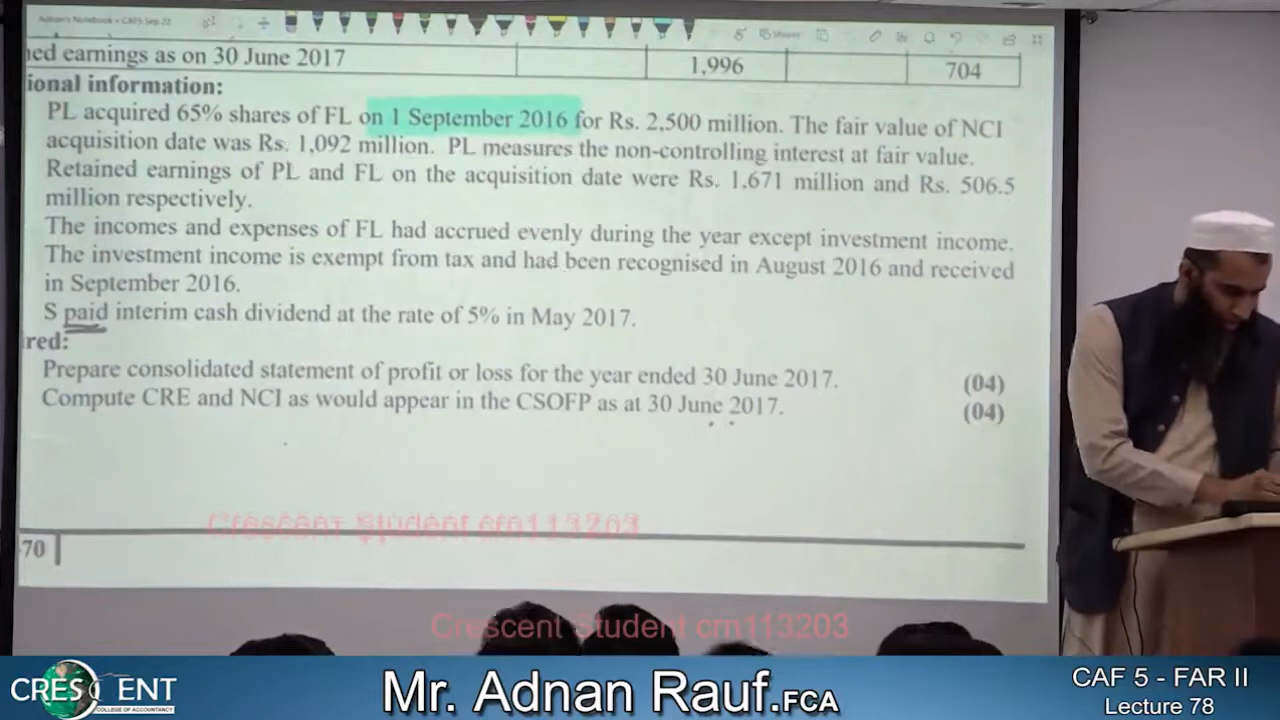 Adnan's Notebook » CAF5 Sep 22
ned earnings as on 30 June 2017 1,996 704
ional information:
PL acquired 65% shares of FL on 1 September 2016 for Rs. 2,500 million. The fair value of NCI
acquisition date was Rs. 1,092 million. PL measures the non-controlling interest at fair value.
Retained earnings of PL and FL on the acquisition date were Rs. 1.671 million and Rs. 506.5
million respectively.
The incomes and expenses of FL had accrued evenly during the year except investment income.
The investment income is exempt from tax and had been recognised in August 2016 and received
in September 2016.
S paid interim cash dividend at the rate of 5% in May 2017.
red:
Prepare consolidated statement of profit or loss for the year ended 30 June 2017. (04)
Compute CRE and NCI as would appear in the CSOFP as at 30 June 2017. (04)
Crescent Student crn113203
70
Crescent Student crn113203
CRESCENT
COLLEGE OF ACCOUNTANCY
Mr. Adnan Rauf.FCA
CAF 5 - FAR II
Lecture 78